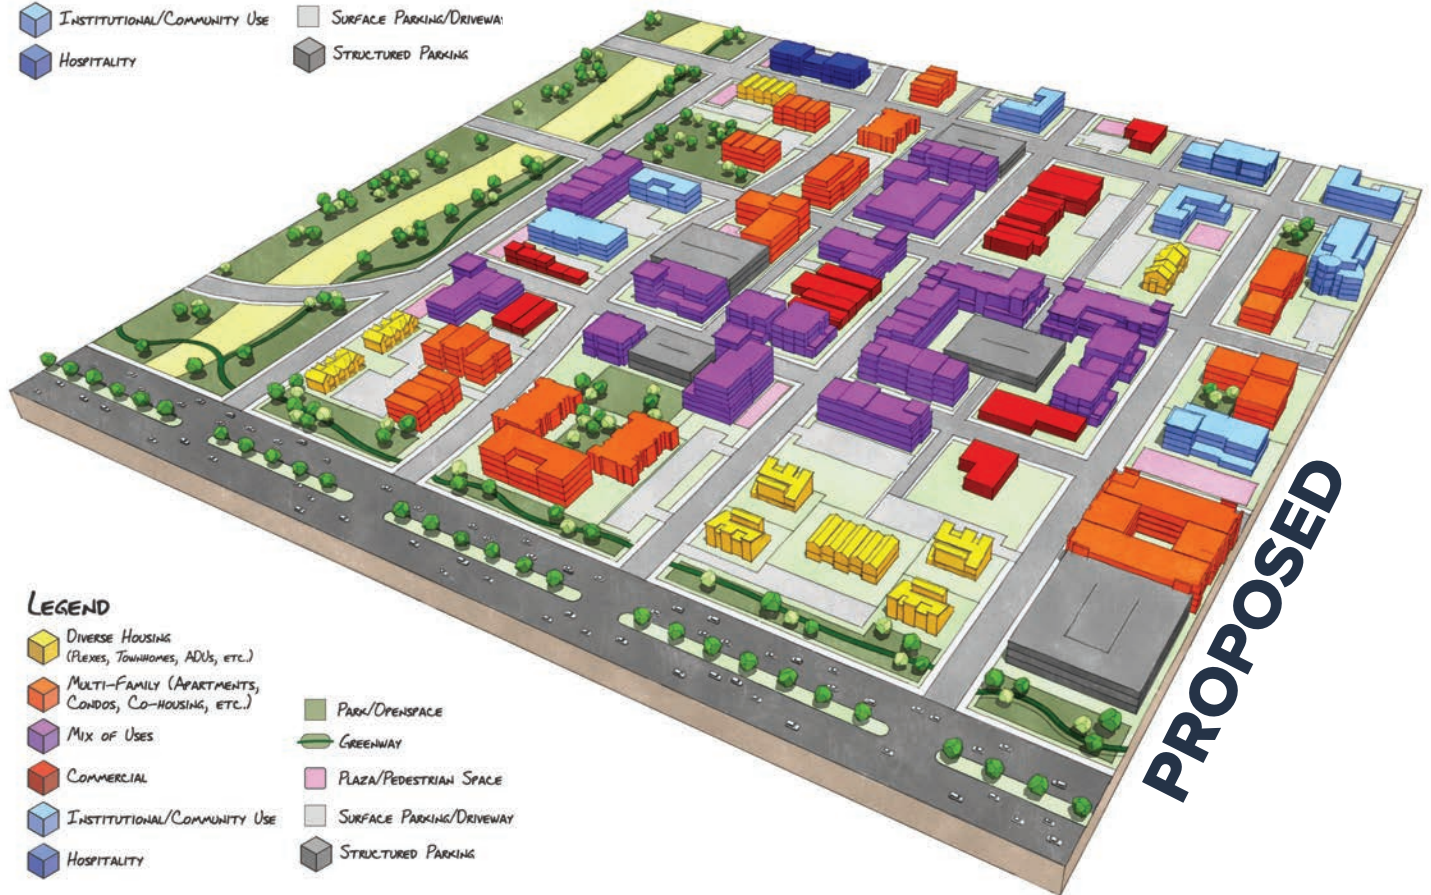 INSTITUTIONAL/COMMUNITY USE
HOSPITALITY
SURFACE PARKING/DRIVEWA
STRUCTURED PARKING
PROPOSED
LEGEND
DIVERSE HOUSING
(PLEXES, TOWNHOMES, ADUS, ETC.)
MULTI-FAMILY (APARTMENTS,
CONDOS, CO-HOUSING, ETC.)
MIX OF USES
COMMERCIAL
INSTITUTIONAL/COMMUNITY USE
HOSPITALITY
PARK/OPENSPACE
GREENWAY
PLAZA/PEDESTRIAN SPACE
SURFACE PARKING/DRIVEWAY
STRUCTURED PARKING